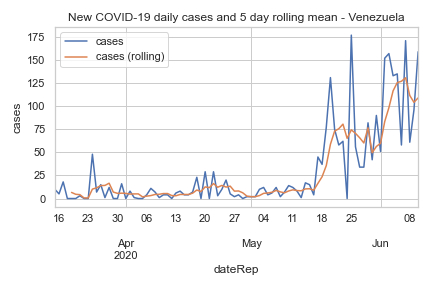 New COVID-19 daily cases and 5 day rolling mean - Venezuela
cases
cases (rolling)
175
150
125
100
75
50
25
0
cases
16 23 30 06 13 20 27 04 11 18 25 01 08
Apr May Jun
2020
dateRep